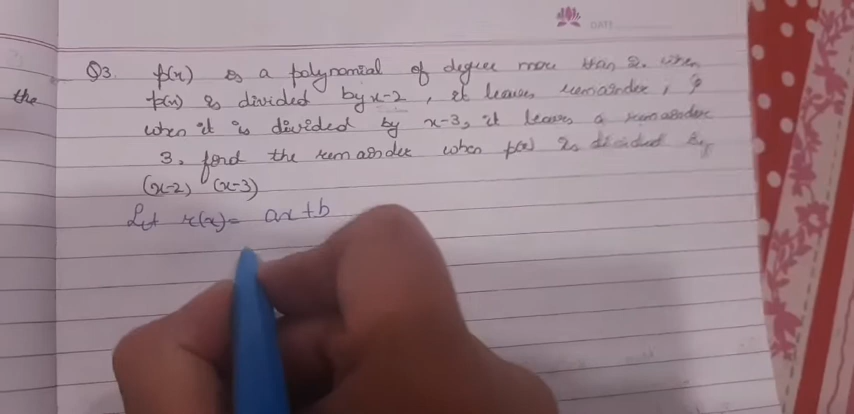 DATE
Q3. p(x) is a polynomial of degree more than 2. when
the
p(x) is divided by x-2, it leaves remainder 1, &
when it is divided by x-3, it leaves a remainder
3, find the remainder when p(x) is divided by
(x-2) (x-3)
Let r(x) = ax+b